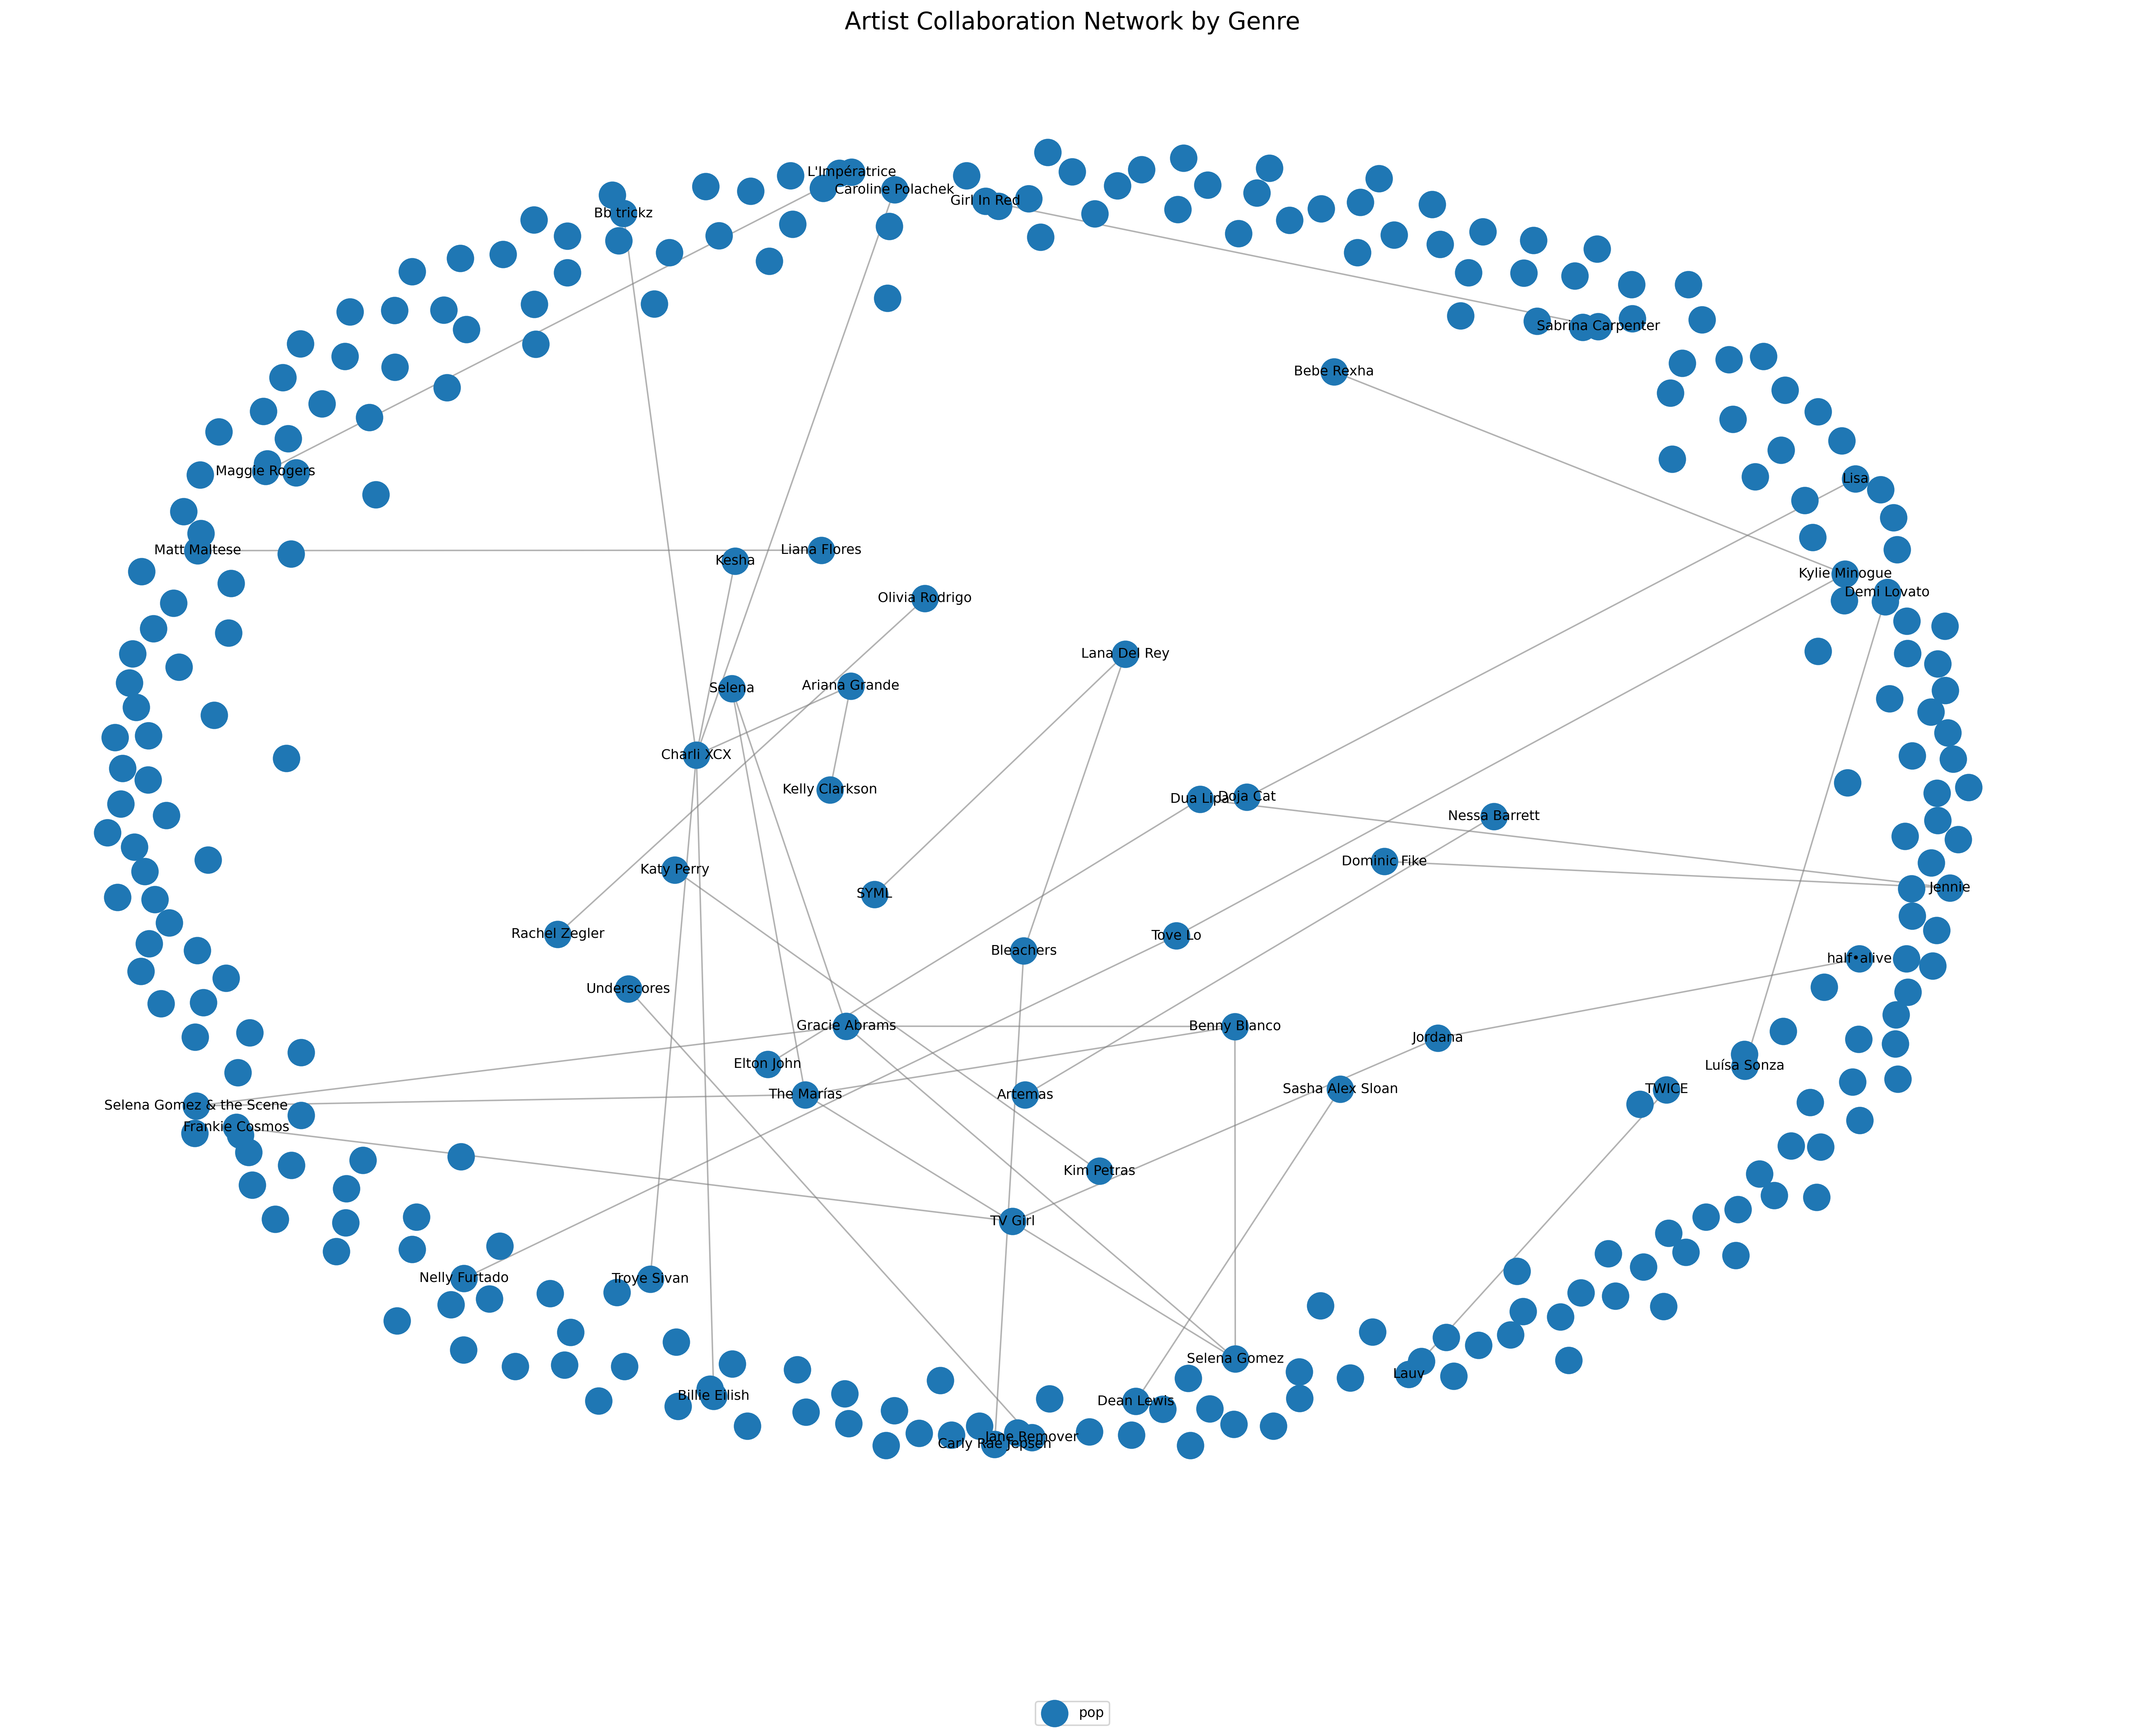 Artist Collaboration Network by Genre
L'Impératrice
Caroline Polachek
Girl In Red
Bb trickz
Sabrina Carpenter
Bebe Rexha
Maggie Rogers
Lisa
Matt Maltese
Liana Flores
Kesha
Kylie Minogue
Demi Lovato
Olivia Rodrigo
Lana Del Rey
Selena
Ariana Grande
Charli XCX
Kelly Clarkson
Dua Lipa
Doja Cat
Nessa Barrett
Katy Perry
Dominic Fike
SYML
Jennie
Rachel Zegler
Tove Lo
Bleachers
half•alive
Underscores
Gracie Abrams
Benny Blanco
Jordana
Elton John
Luísa Sonza
The Marías
Artemas
Sasha Alex Sloan
TWICE
Selena Gomez & the Scene
Frankie Cosmos
Kim Petras
TV Girl
Nelly Furtado
Troye Sivan
Selena Gomez
Lauv
Billie Eilish
Dean Lewis
Jane Remover
Carly Rae Jepsen
pop